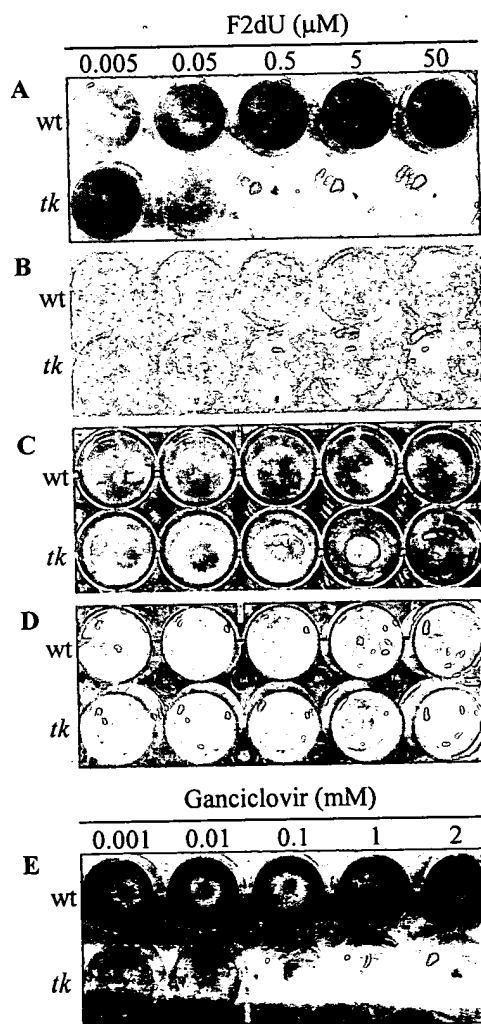 F2dU (μM)
0.005 0.05 0.5 5 50
A
wt
tk
B
wt
tk
C
wt
tk
D
wt
tk
Ganciclovir (mM)
0.001 0.01 0.1 1 2
E
wt
tk